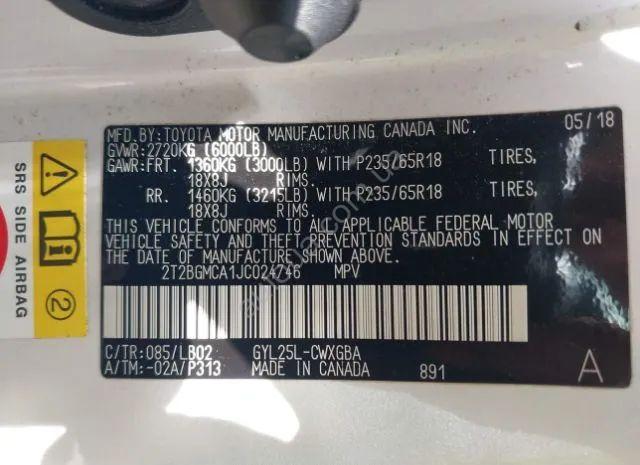 MFD.BY:TOYOTA MOTOR MANUFACTURING CANADA INC. 05/18
GVWR:2720KG (6000LB)
GAWR:FRT. 1360KG (3000LB) WITH P235/65R18 TIRES,
18X8J RIMS.
RR. 1460KG (3215LB) WITH P235/65R18 TIRES,
18X8J RIMS.
THIS VEHICLE CONFORMS TO ALL APPLICABLE FEDERAL MOTOR
VEHICLE SAFETY AND THEFT PREVENTION STANDARDS IN EFFECT ON
THE DATE OF MANUFACTURE SHOWN ABOVE.
2T2BGMCA1JC024746 MPV
C/TR:085/LB02 GYL25L-CWXGBA
A/TM:-02A/P313 MADE IN CANADA 891 A
SRS SIDE AIRBAG
2